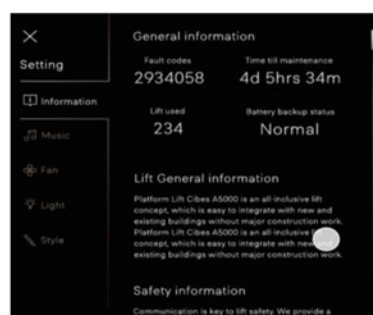 General information
Setting
Fault codes
Time till maintenance
2934058
4d 5hrs 34m
Information
Lift used
Battery backup status
234
Normal
Music
Fan
Light
Style
Lift General information
Platform Lift Cibes A5000 is an all-inclusive lift
concept, which is easy to integrate with new and
existing buildings without major construction work.
Platform Lift Cibes A5000 is an all-inclusive lift
concept, which is easy to integrate with new and
existing buildings without major construction work.
Safety information
Communication is key to lift safety. We provide a